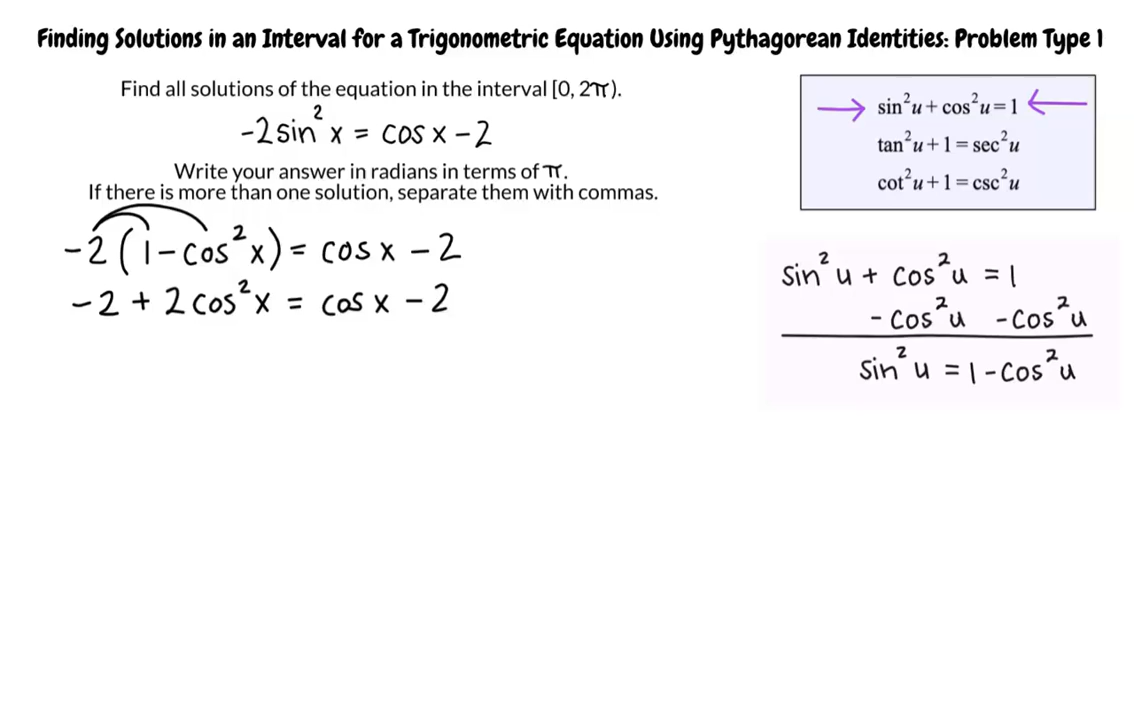 Finding Solutions in an Interval for a Trigonometric Equation Using Pythagorean Identities: Problem Type 1
Find all solutions of the equation in the interval [0, 2π).
-2sin²x = cos x - 2
Write your answer in radians in terms of π.
If there is more than one solution, separate them with commas.
-2(1-cos²x) = cos x - 2
-2 + 2cos²x = cos x - 2
sin²u+cos²u=1
tan²u+1=sec²u
cot²u+1=csc²u
sin²u + cos²u = 1
-cos²u -cos²u
sin²u = 1-cos²u